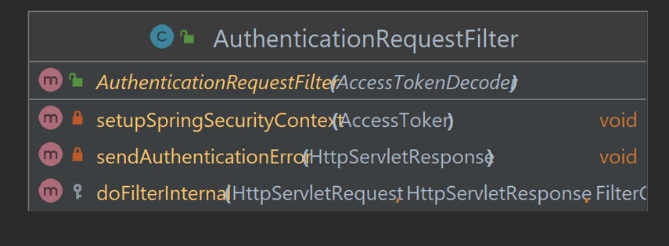 C AuthenticationRequestFilter
m AuthenticationRequestFilter(AccessTokenDecoder)
m setupSpringSecurityContext(AccessToken) void
m sendAuthenticationError(HttpServletResponse) void
m doFilterInternal(HttpServletRequest, HttpServletResponse, FilterC